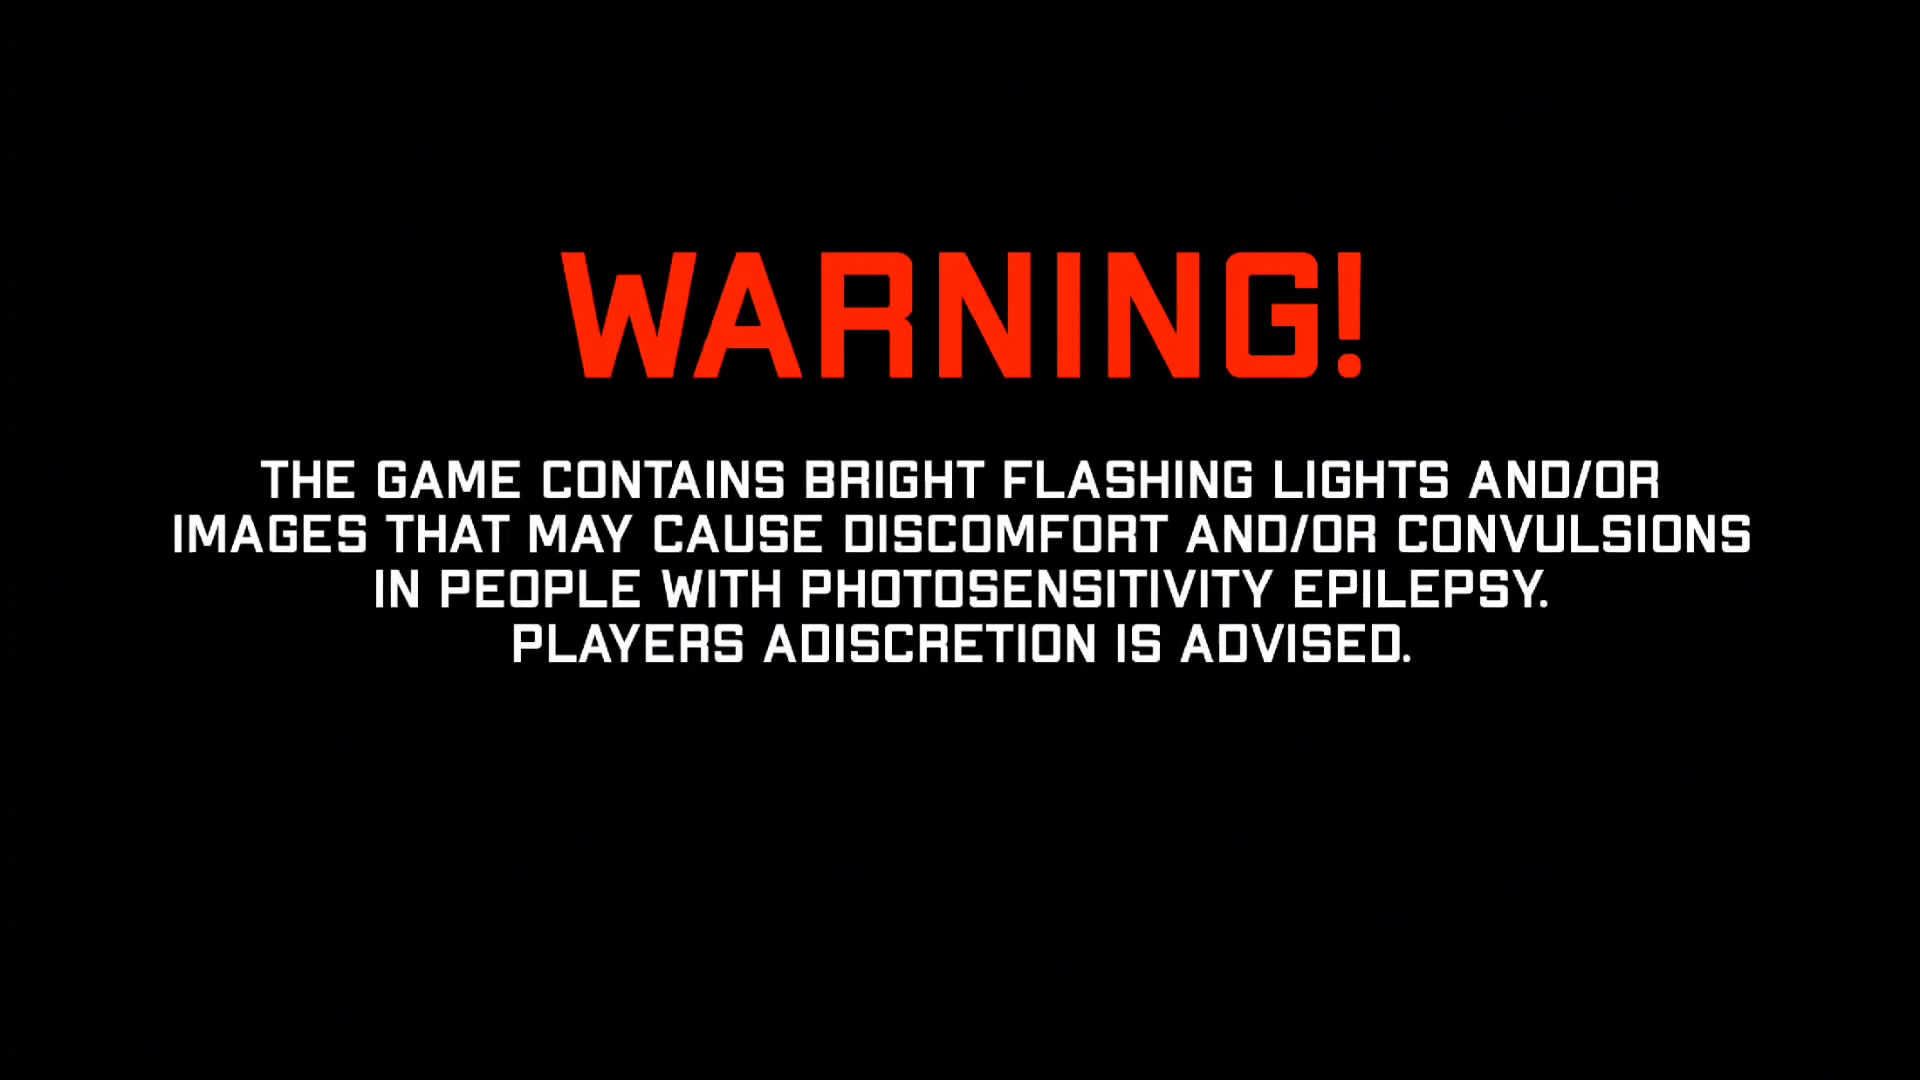 WARNING!
THE GAME CONTAINS BRIGHT FLASHING LIGHTS AND/OR
IMAGES THAT MAY CAUSE DISCOMFORT AND/OR CONVULSIONS
IN PEOPLE WITH PHOTOSENSITIVITY EPILEPSY.
PLAYERS ADISCRETION IS ADVISED.